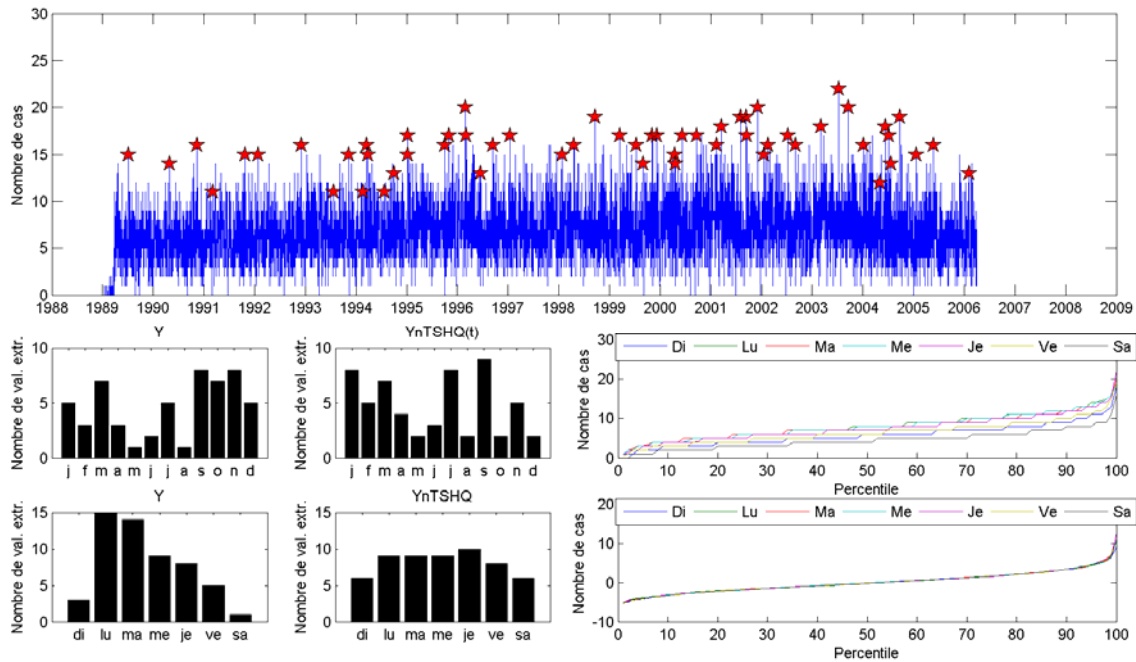 Nombre de cas
30
25
20
15
10
5
0
1988 1989 1990 1991 1992 1993 1994 1995 1996 1997 1998 1999 2000 2001 2002 2003 2004 2005 2006 2007 2008 2009
Y
Nombre de val. extr.
10
5
0
j f m a m j j a s o n d
YnTSHQ(t)
Nombre de val. extr.
10
5
0
j f m a m j j a s o n d
Nombre de cas
30
20
10
0
Di Lu Ma Me Je Ve Sa
0 10 20 30 40 50 60 70 80 90 100
Percentile
Y
Nombre de val. extr.
15
10
5
0
di lu ma me je ve sa
YnTSHQ
Nombre de val. extr.
15
10
5
0
di lu ma me je ve sa
Nombre de cas
20
10
0
-10
Di Lu Ma Me Je Ve Sa
0 10 20 30 40 50 60 70 80 90 100
Percentile